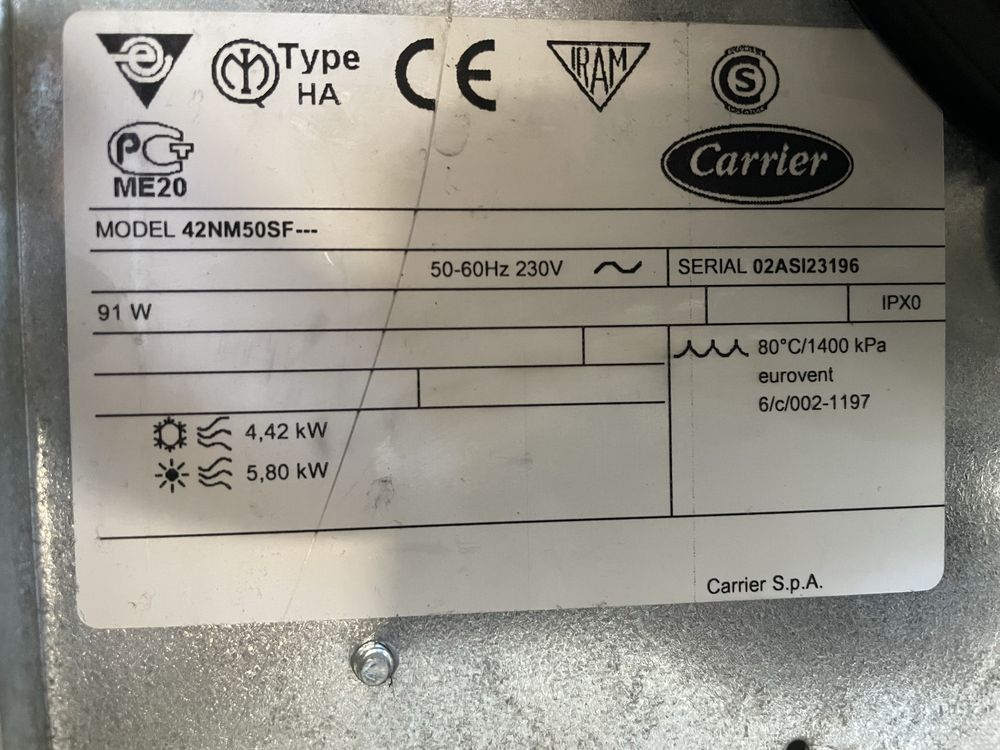 e
Type
HA
CE
IRAM
S
PCT
ME20
Carrier
MODEL 42NM50SF---
50-60Hz 230V
SERIAL 02ASI23196
91 W
IPX0
80°C/1400 kPa
eurovent
6/c/002-1197
4,42 kW
5,80 kW
Carrier S.p.A.